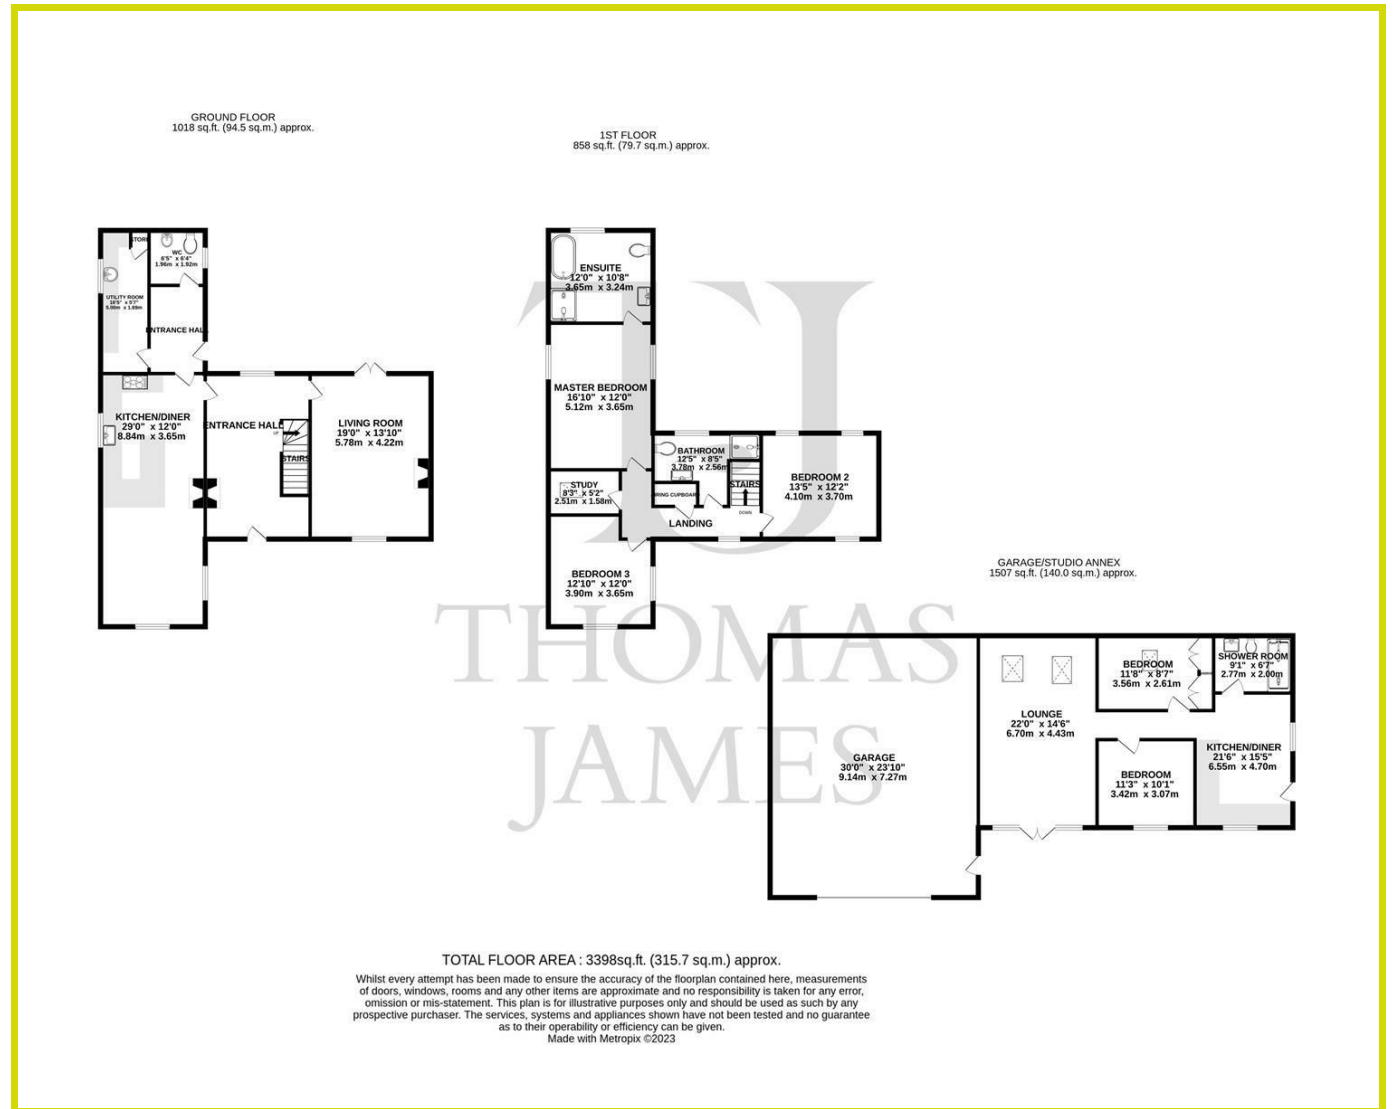 GROUND FLOOR
1018 sq.ft. (94.5 sq.m.) approx.
1ST FLOOR
858 sq.ft. (79.7 sq.m.) approx.
STORE
WC
6'5" x 6'4"
1.96m x 1.92m
UTILITY ROOM
16'5" x 5'7"
5.00m x 1.69m
ENTRANCE HALL
KITCHEN/DINER
29'0" x 12'0"
8.84m x 3.65m
ENTRANCE HALL
UP
STAIRS
LIVING ROOM
19'0" x 13'10"
5.78m x 4.22m
ENSUITE
12'0" x 10'8"
3.65m x 3.24m
MASTER BEDROOM
16'10" x 12'0"
5.12m x 3.65m
BATHROOM
12'5" x 8'5"
3.78m x 2.56m
STUDY
8'3" x 5'2"
2.51m x 1.58m
AIRING CUPBOARD
STAIRS
DOWN
BEDROOM 2
13'5" x 12'2"
4.10m x 3.70m
LANDING
BEDROOM 3
12'10" x 12'0"
3.90m x 3.65m
TJ
THOMAS
JAMES
GARAGE/STUDIO ANNEX
1507 sq.ft. (140.0 sq.m.) approx.
GARAGE
30'0" x 23'10"
9.14m x 7.27m
LOUNGE
22'0" x 14'6"
6.70m x 4.43m
BEDROOM
11'8" x 8'7"
3.56m x 2.61m
SHOWER ROOM
9'1" x 6'7"
2.77m x 2.00m
KITCHEN/DINER
21'6" x 15'5"
6.55m x 4.70m
BEDROOM
11'3" x 10'1"
3.42m x 3.07m
TOTAL FLOOR AREA : 3398sq.ft. (315.7 sq.m.) approx.
Whilst every attempt has been made to ensure the accuracy of the floorplan contained here, measurements
of doors, windows, rooms and any other items are approximate and no responsibility is taken for any error,
omission or mis-statement. This plan is for illustrative purposes only and should be used as such by any
prospective purchaser. The services, systems and appliances shown have not been tested and no guarantee
as to their operability or efficiency can be given.
Made with Metropix ©2023